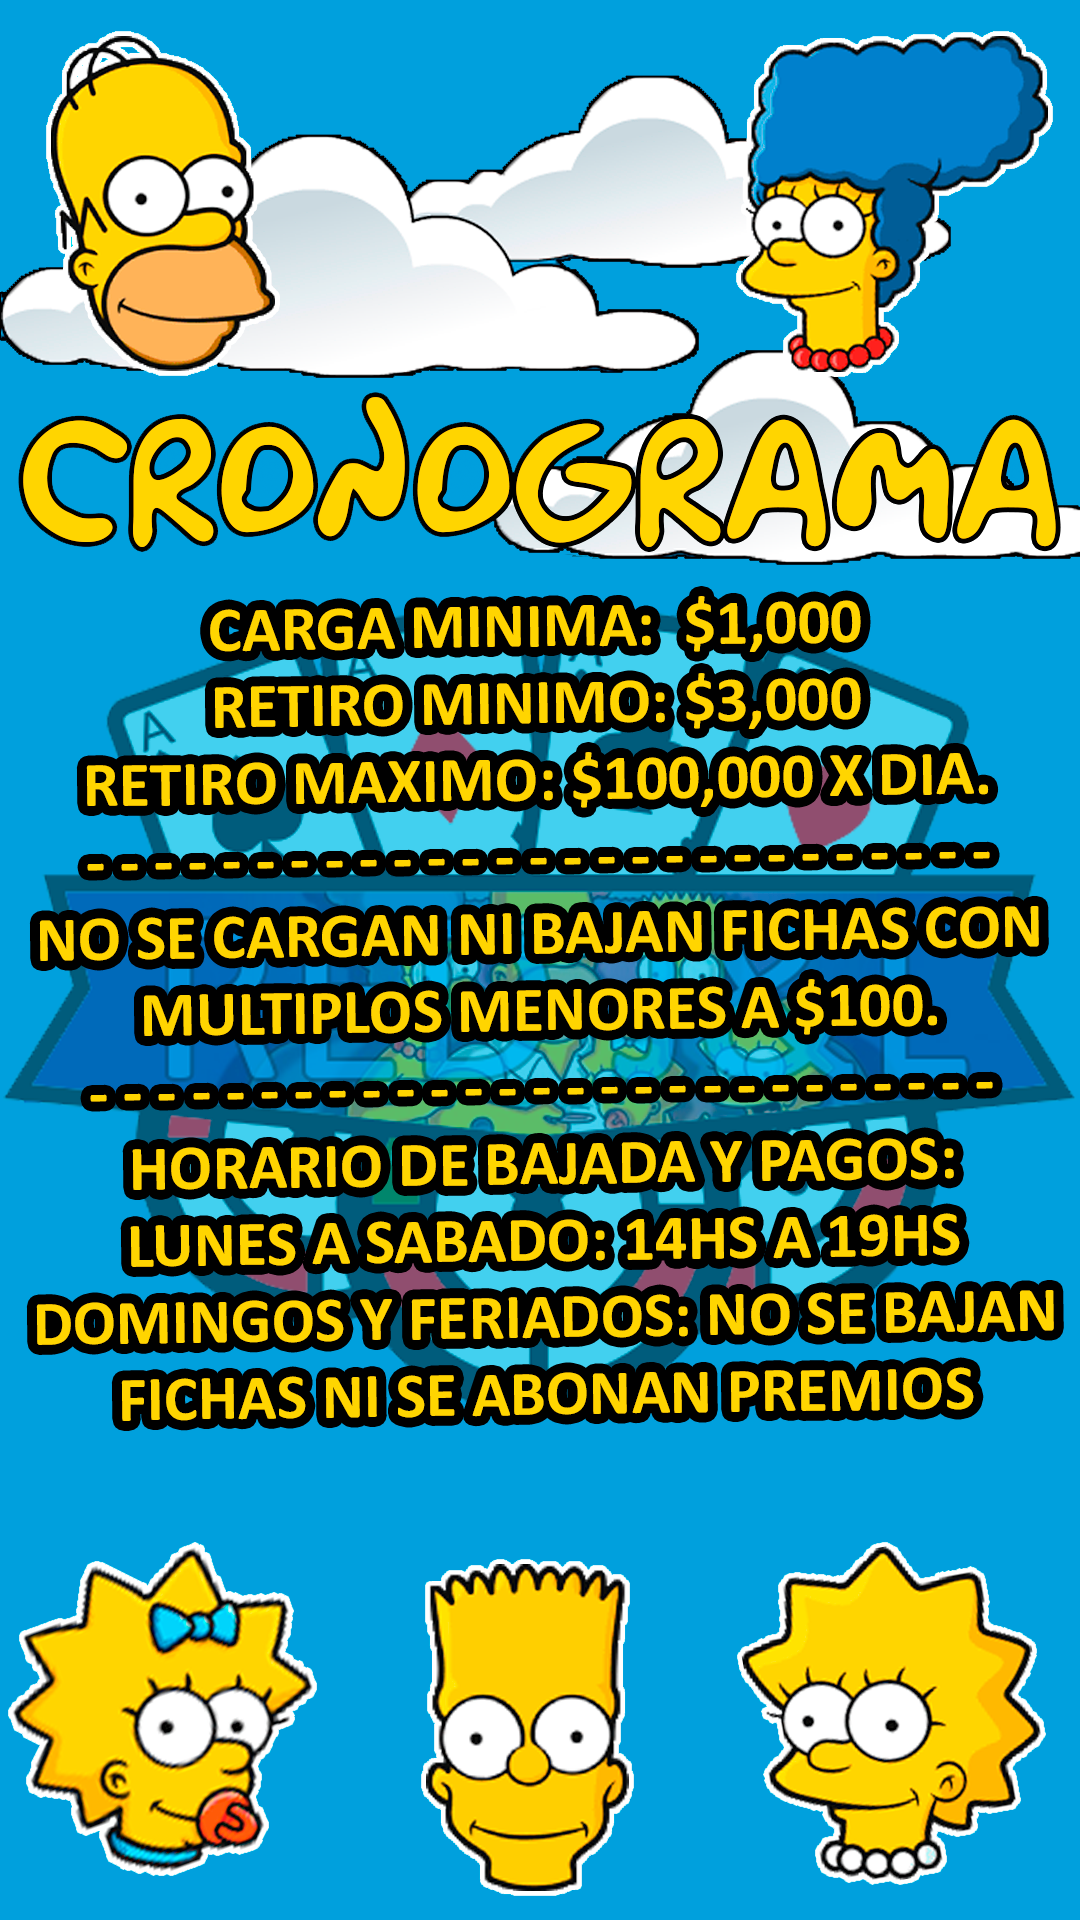 CRONOGRAMA
CARGA MINIMA: $1,000
RETIRO MINIMO: $3,000
RETIRO MAXIMO: $100,000 X DIA.
- - - - - - - - - - - - - - - - - - - - - - - - - - -
NO SE CARGAN NI BAJAN FICHAS CON
MULTIPLOS MENORES A $100.
- - - - - - - - - - - - - - - - - - - - - - - - - - -
HORARIO DE BAJADA Y PAGOS:
LUNES A SABADO: 14HS A 19HS
DOMINGOS Y FERIADOS: NO SE BAJAN
FICHAS NI SE ABONAN PREMIOS